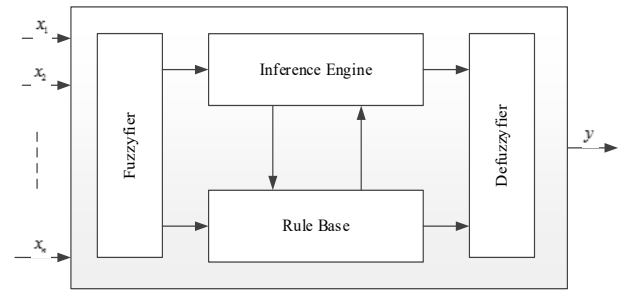 x₁
x₂
xₙ
Fuzzyfier
Inference Engine
Rule Base
Defuzzyfier
y